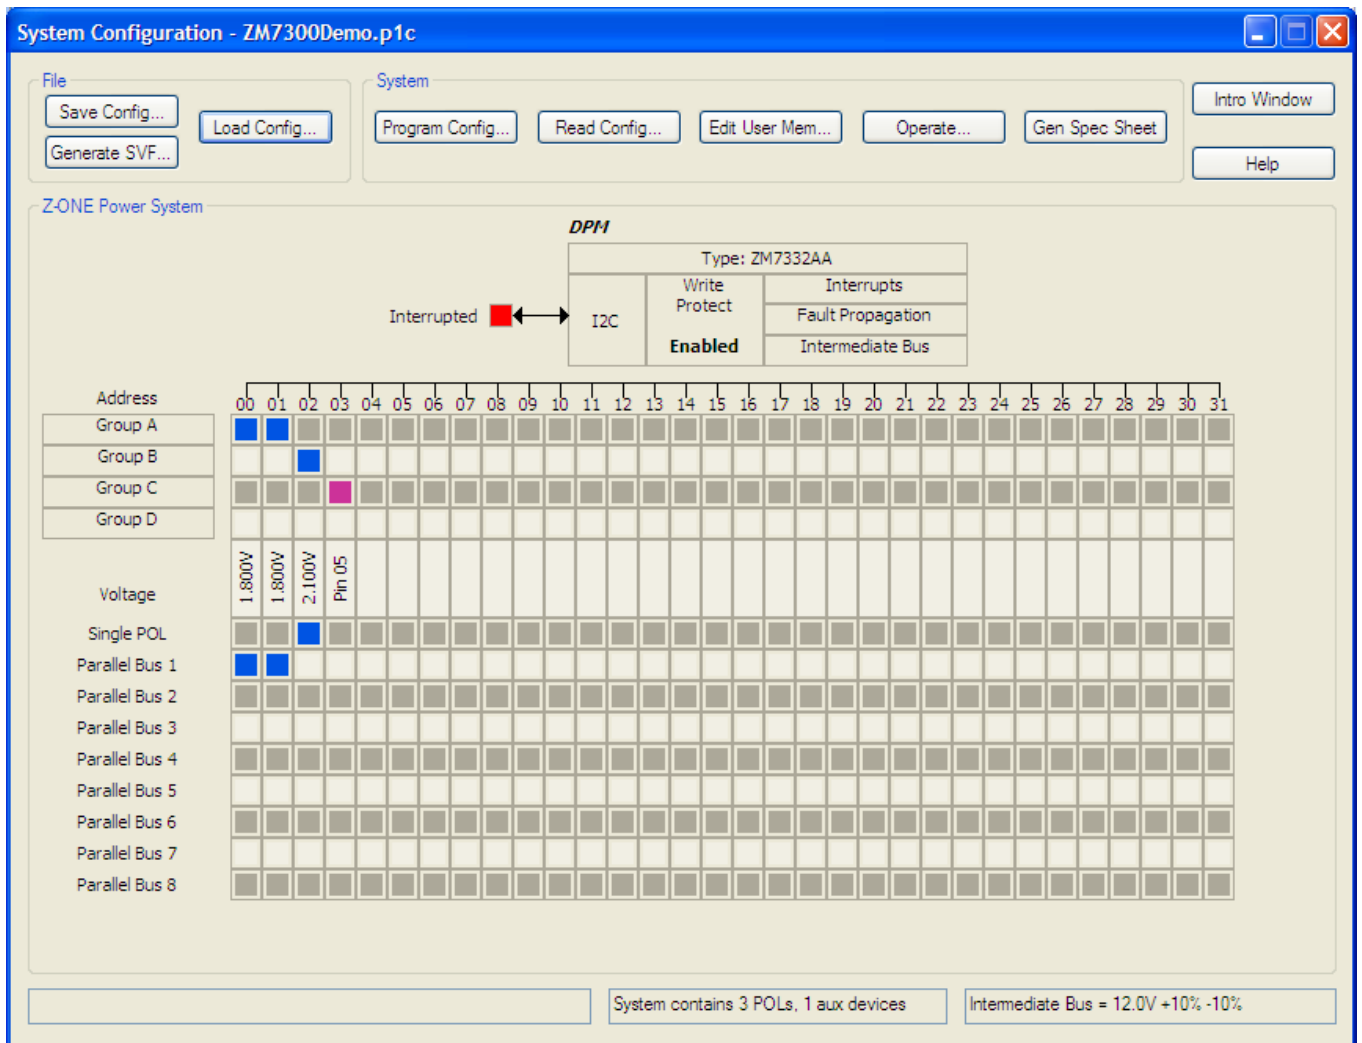 System Configuration - ZM7300Demo.p1c
File
System
Save Config...
Load Config...
Generate SVF...
Program Config...
Read Config...
Edit User Mem...
Operate...
Gen Spec Sheet
Intro Window
Help
Z-ONE Power System
DPM
Type: ZM7332AA
Interrupted
I2C
Write
Protect
Enabled
Interrupts
Fault Propagation
Intermediate Bus
Address 00 01 02 03 04 05 06 07 08 09 10 11 12 13 14 15 16 17 18 19 20 21 22 23 24 25 26 27 28 29 30 31
Group A
Group B
Group C
Group D
Voltage 1.800V 1.800V 2.100V Pin 05
Single POL
Parallel Bus 1
Parallel Bus 2
Parallel Bus 3
Parallel Bus 4
Parallel Bus 5
Parallel Bus 6
Parallel Bus 7
Parallel Bus 8
System contains 3 POLs, 1 aux devices
Intermediate Bus = 12.0V +10% -10%